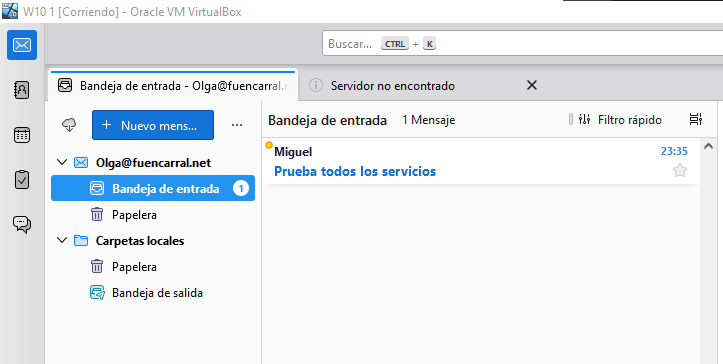 W10 1 [Corriendo] - Oracle VM VirtualBox
Buscar... CTRL + K
Bandeja de entrada - Olga@fuencarral.n
Servidor no encontrado
+ Nuevo mens... ...
Bandeja de entrada 1 Mensaje Filtro rápido
Olga@fuencarral.net
Miguel 23:35
Bandeja de entrada 1
Prueba todos los servicios
Papelera
Carpetas locales
Papelera
Bandeja de salida